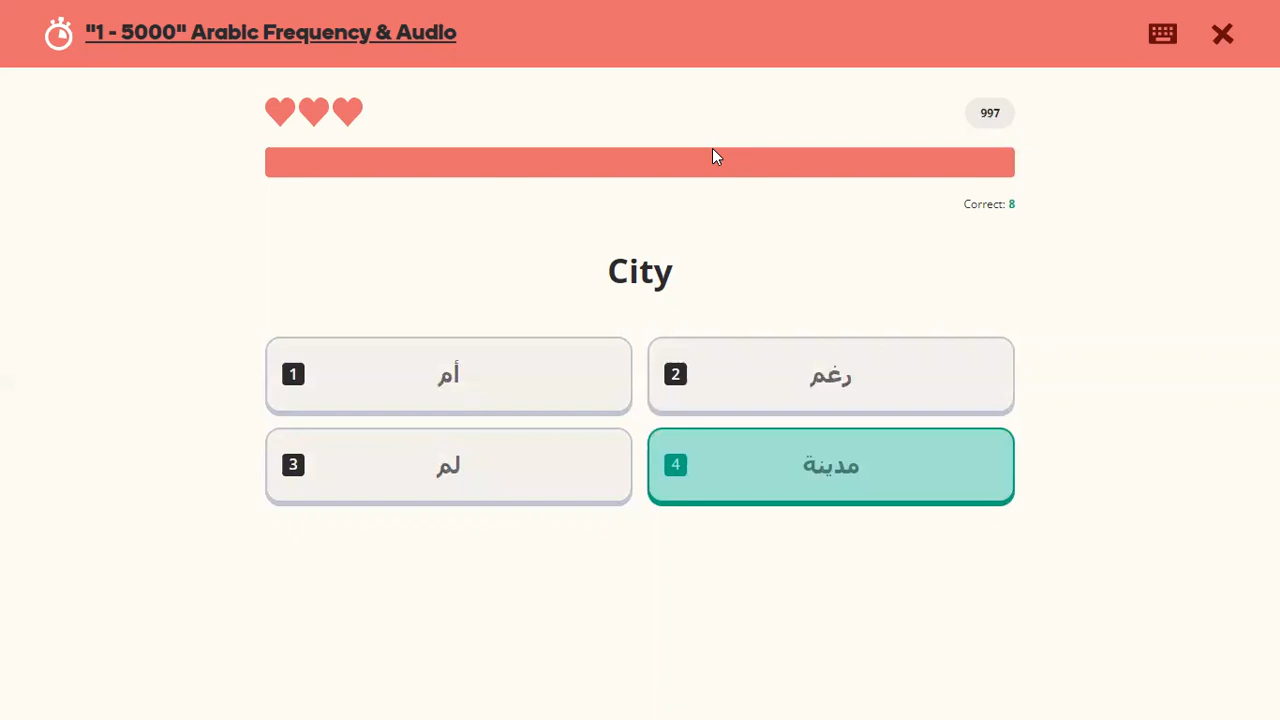 "1 - 5000" Arabic Frequency & Audio
997
Correct: 8
City
1 أم
2 رغم
3 لم
4 مدينة